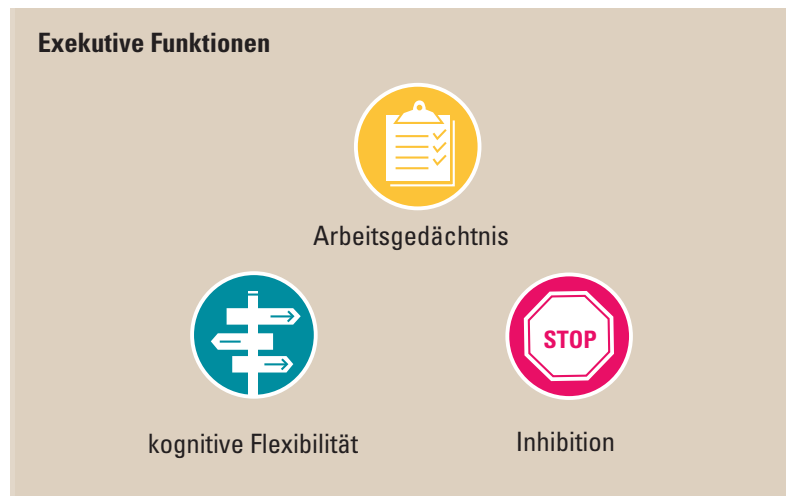 Exekutive Funktionen
Arbeitsgedächtnis
STOP
kognitive Flexibilität
Inhibition